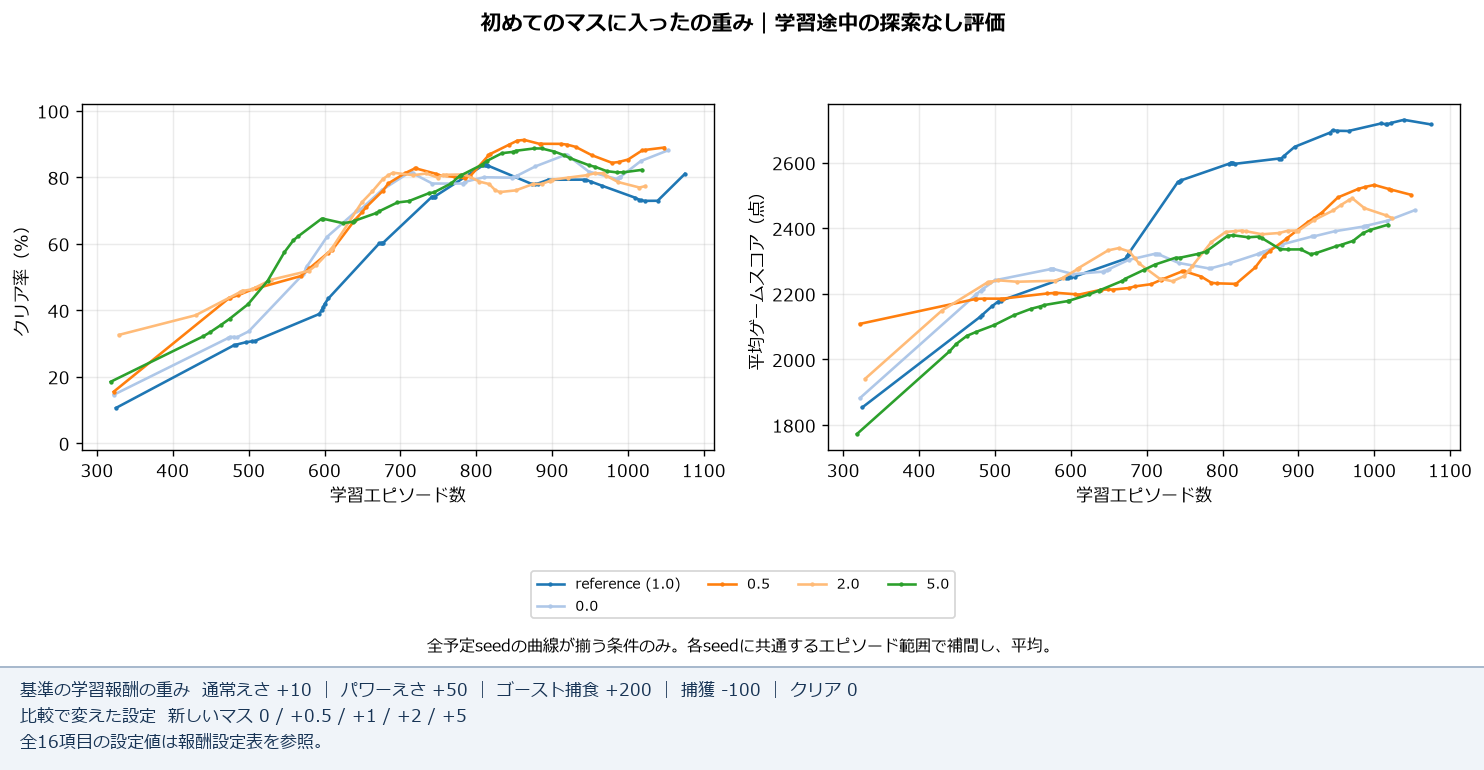 初めてのマスに入ったの重み｜学習途中の探索なし評価
クリア率（%）
100
80
60
40
20
0
300 400 500 600 700 800 900 1000 1100
学習エピソード数
平均ゲームスコア（点）
2600
2400
2200
2000
1800
300 400 500 600 700 800 900 1000 1100
学習エピソード数
reference (1.0) 0.5 2.0 5.0
0.0
全予定seedの曲線が揃う条件のみ。各seedに共通するエピソード範囲で補間し、平均。
基準の学習報酬の重み 通常えさ +10 ｜ パワーえさ +50 ｜ ゴースト捕食 +200 ｜ 捕獲 -100 ｜ クリア 0
比較で変えた設定 新しいマス 0 / +0.5 / +1 / +2 / +5
全16項目の設定値は報酬設定表を参照。